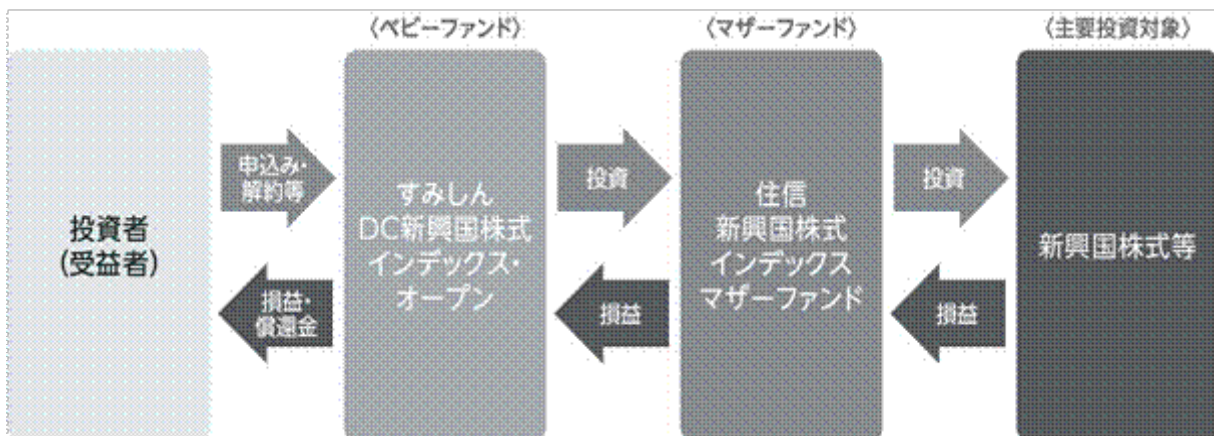 〈ベビーファンド〉
〈マザーファンド〉
〈主要投資対象〉
投資者
(受益者)
申込み・
解約等
損益・
償還金
すみしん
DC新興国株式
インデックス・
オープン
投資
損益
住信
新興国株式
インデックス
マザーファンド
投資
損益
新興国株式等